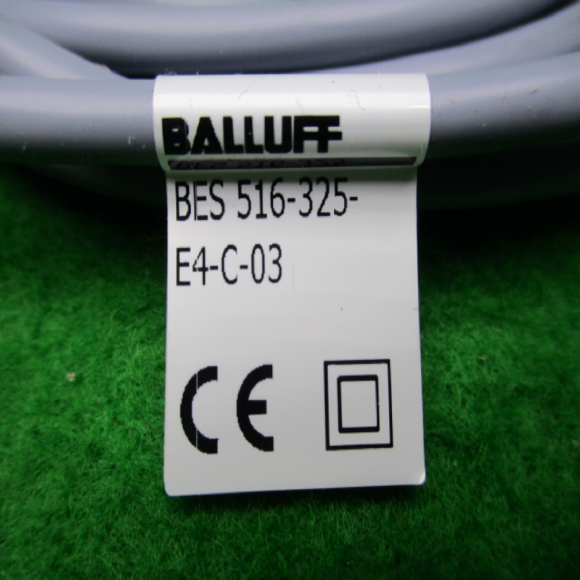 BALLUFF
BES 516-325-
E4-C-03
CE